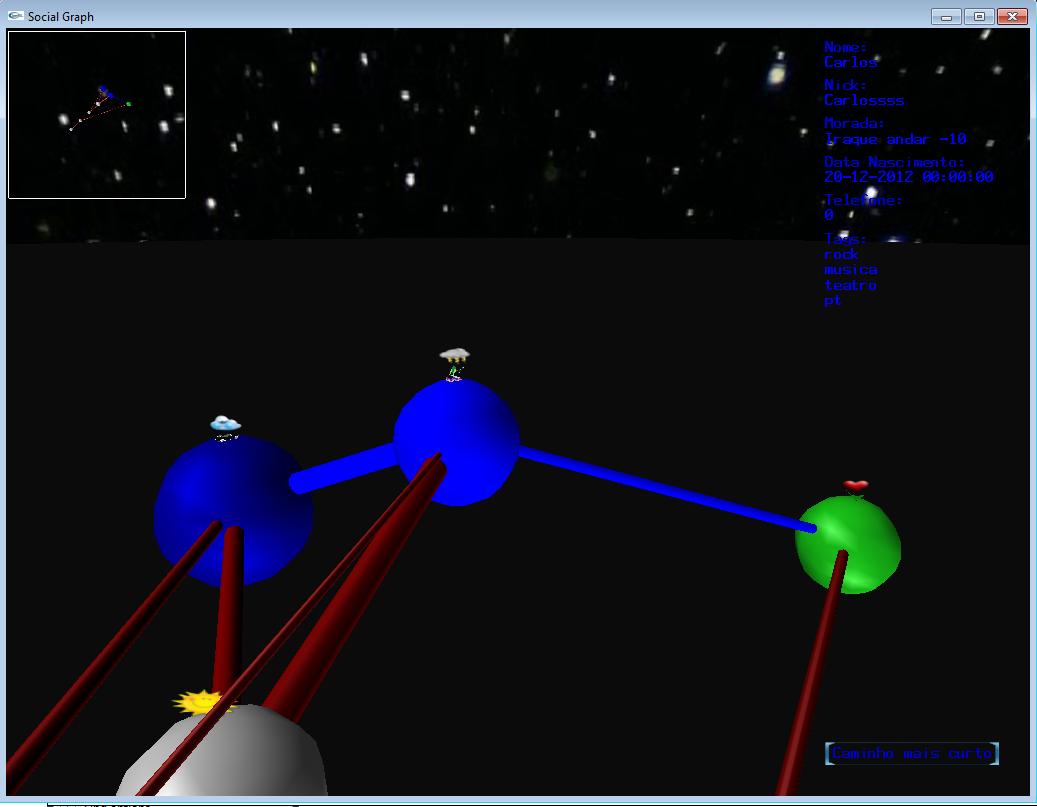 Social Graph
Nome:
Carlos
Nick:
Carlossss
Morada:
Iraque andar -10
Data Nascimento:
20-12-2012 00:00:00
Telefone:
0
Tags:
rock
musica
teatro
pt
Caminho mais curto